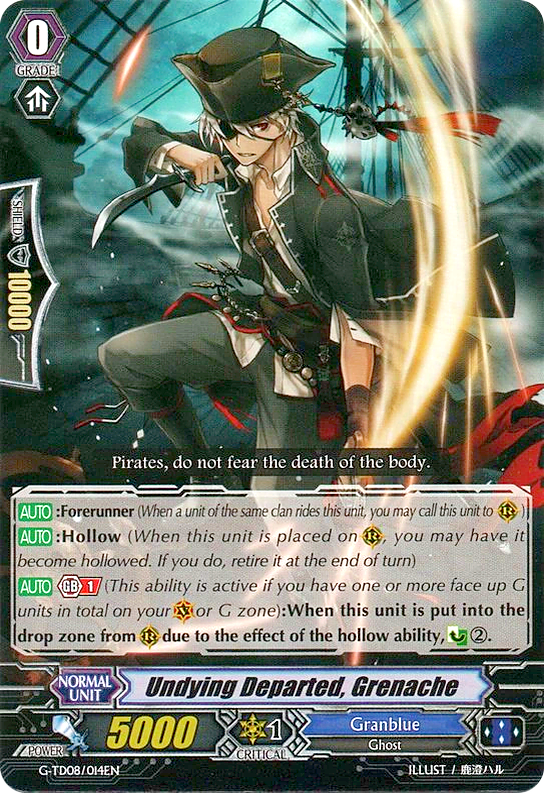 0
GRADE
SHIELD
10000
Pirates, do not fear the death of the body.
AUTO :Forerunner (When a unit of the same clan rides this unit, you may call this unit to R)
AUTO :Hollow (When this unit is placed on R, you may have it
become hollowed. If you do, retire it at the end of turn)
AUTO GB 1 (This ability is active if you have one or more face up G
units in total on your V or G zone):When this unit is put into the
drop zone from R due to the effect of the hollow ability, ②.
NORMAL
UNIT
Undying Departed, Grenache
POWER 5000
1
CRITICAL
Granblue
Ghost
G-TD08/014EN
ILLUST / 鹿澄ハル